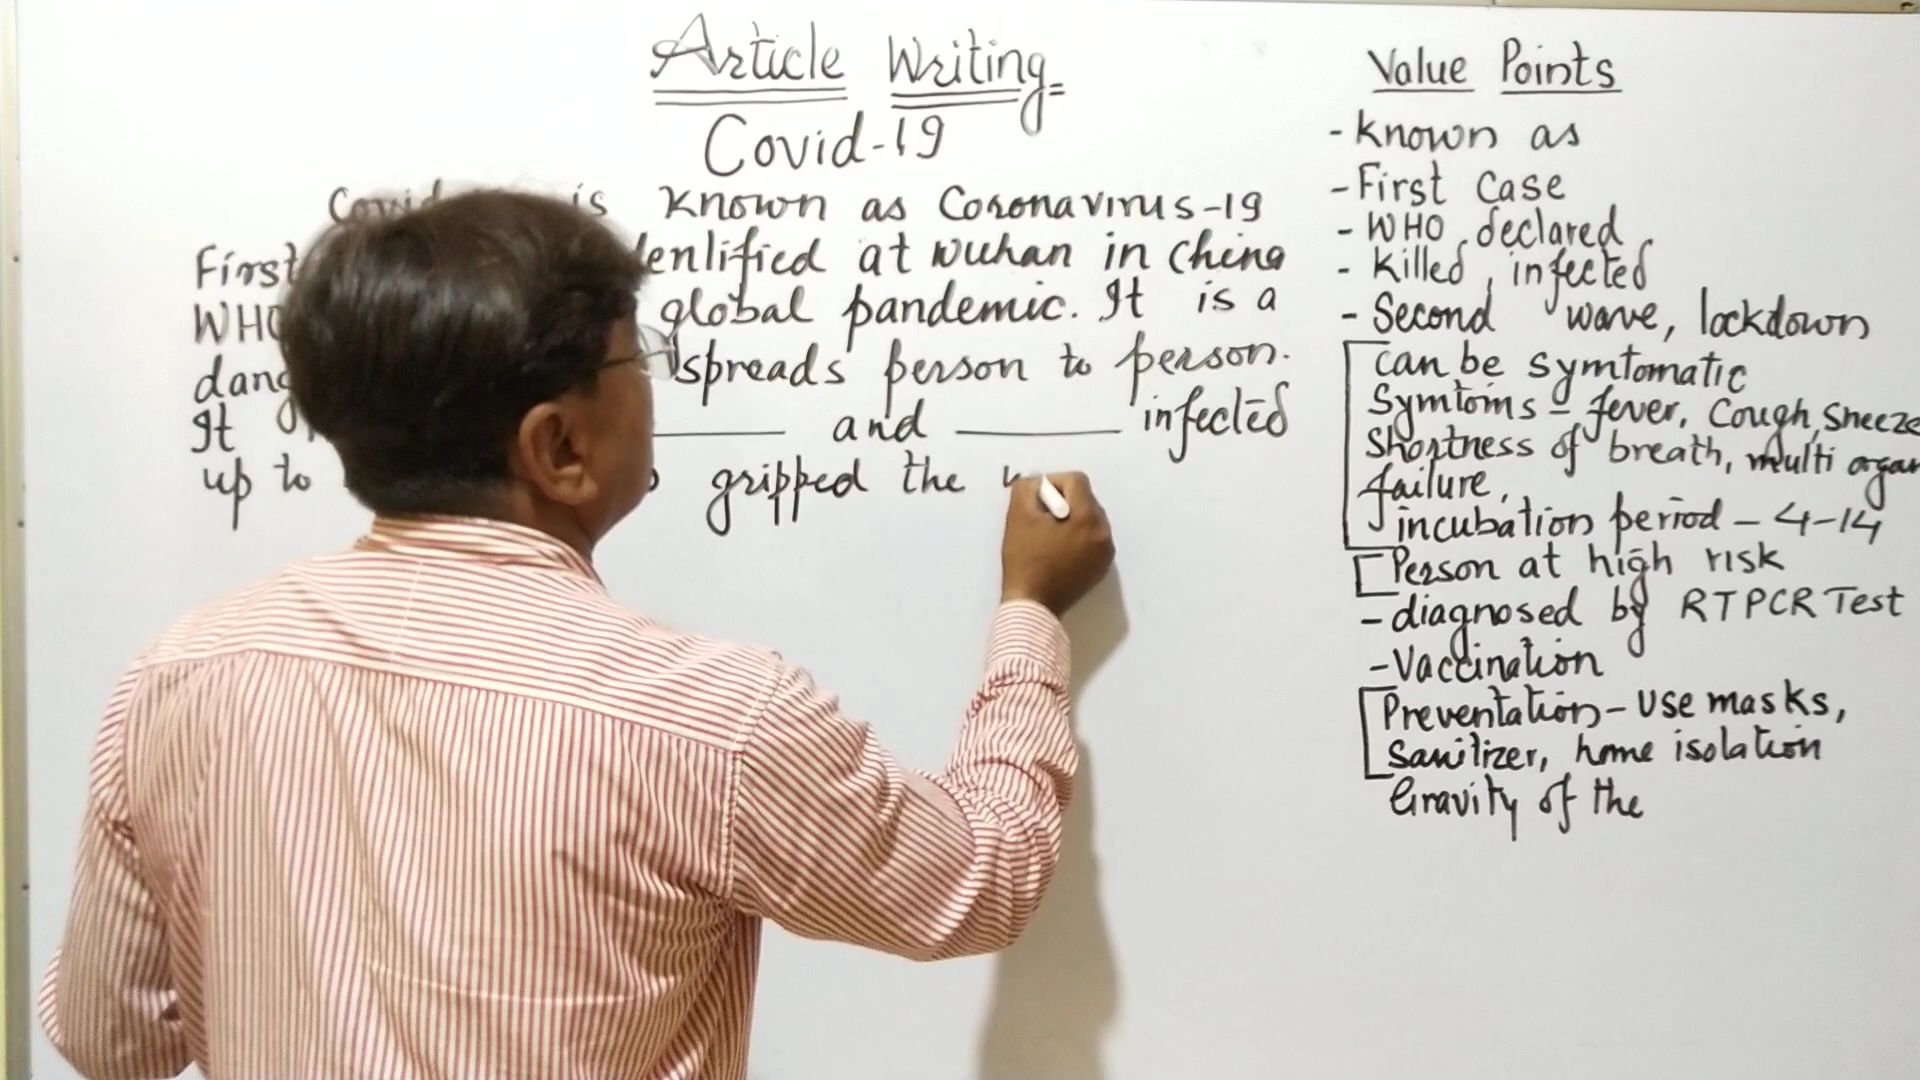 Article Writing
Covid-19
Covid is known as Coronavirus-19
First denlified at wuhan in china
WHO global pandemic. It is a
spreads person to person.
It and infected
up to gripped the
Value Points
- Known as
- First Case
- WHO declared
- Killed, infected
- Second wave, lockdown
can be symtomatic
Symtoms - fever, Cough, sneeze
Shortness of breath, multi organ
failure,
incubation period - 4-14
Person at high risk
- diagnosed by RTPCR Test
- Vaccination
Preventation - Use masks,
Sanitizer, home isolation
Gravity of the